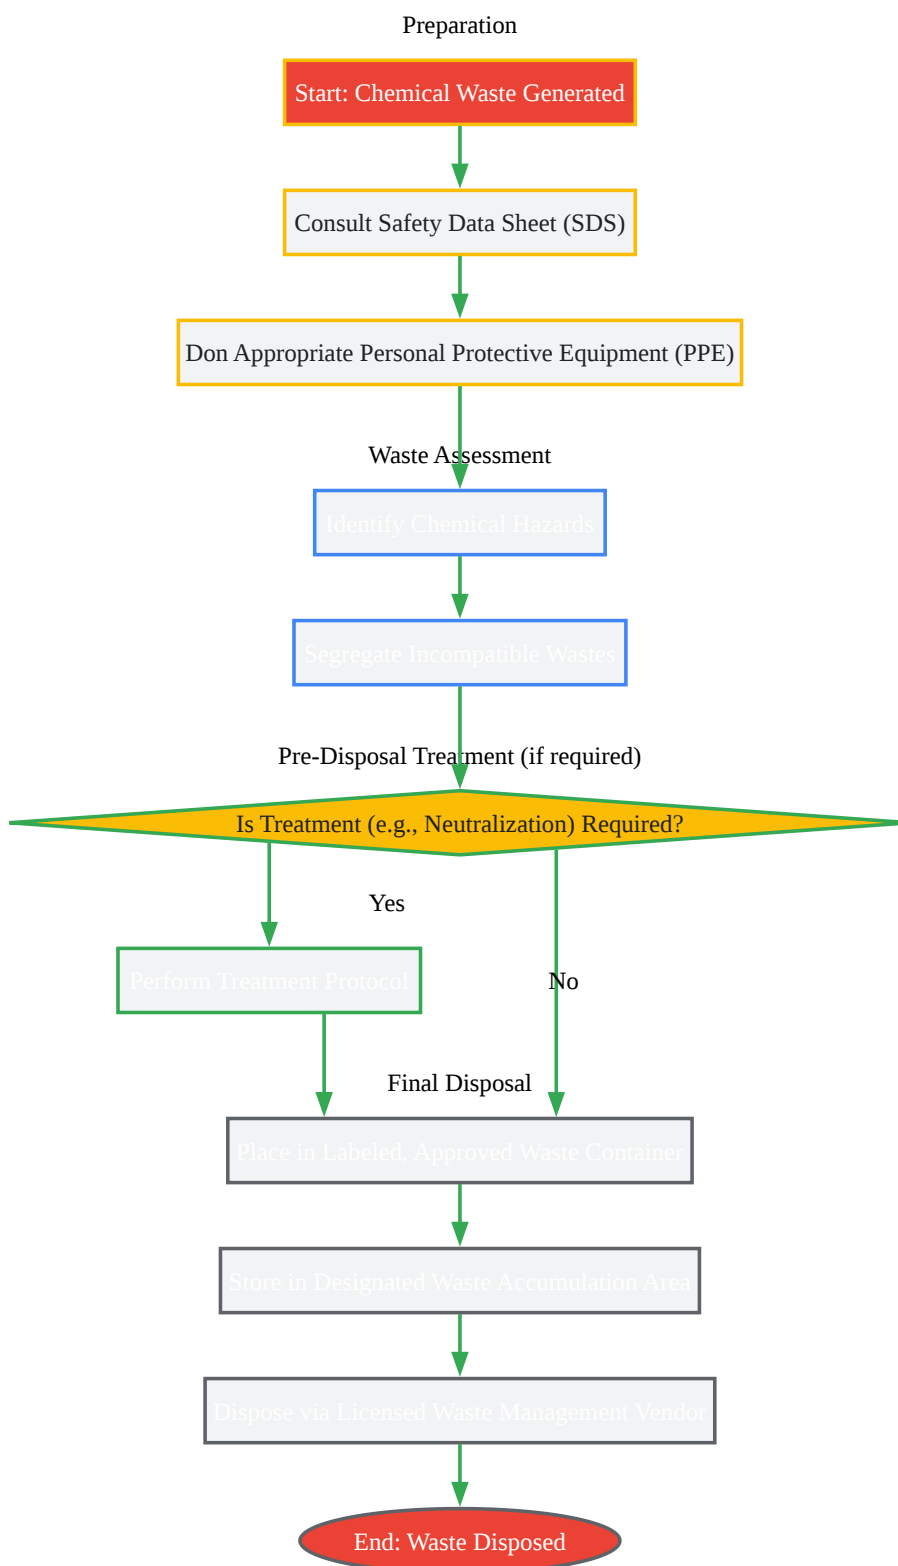 Preparation
Start: Chemical Waste Generated
Consult Safety Data Sheet (SDS)
Don Appropriate Personal Protective Equipment (PPE)
Waste Assessment
Identify Chemical Hazards
Segregate Incompatible Wastes
Pre-Disposal Treatment (if required)
Is Treatment (e.g., Neutralization) Required?
Yes
Perform Treatment Protocol
No
Final Disposal
Place in Labeled, Approved Waste Container
Store in Designated Waste Accumulation Area
Dispose via Licensed Waste Management Vendor
End: Waste Disposed